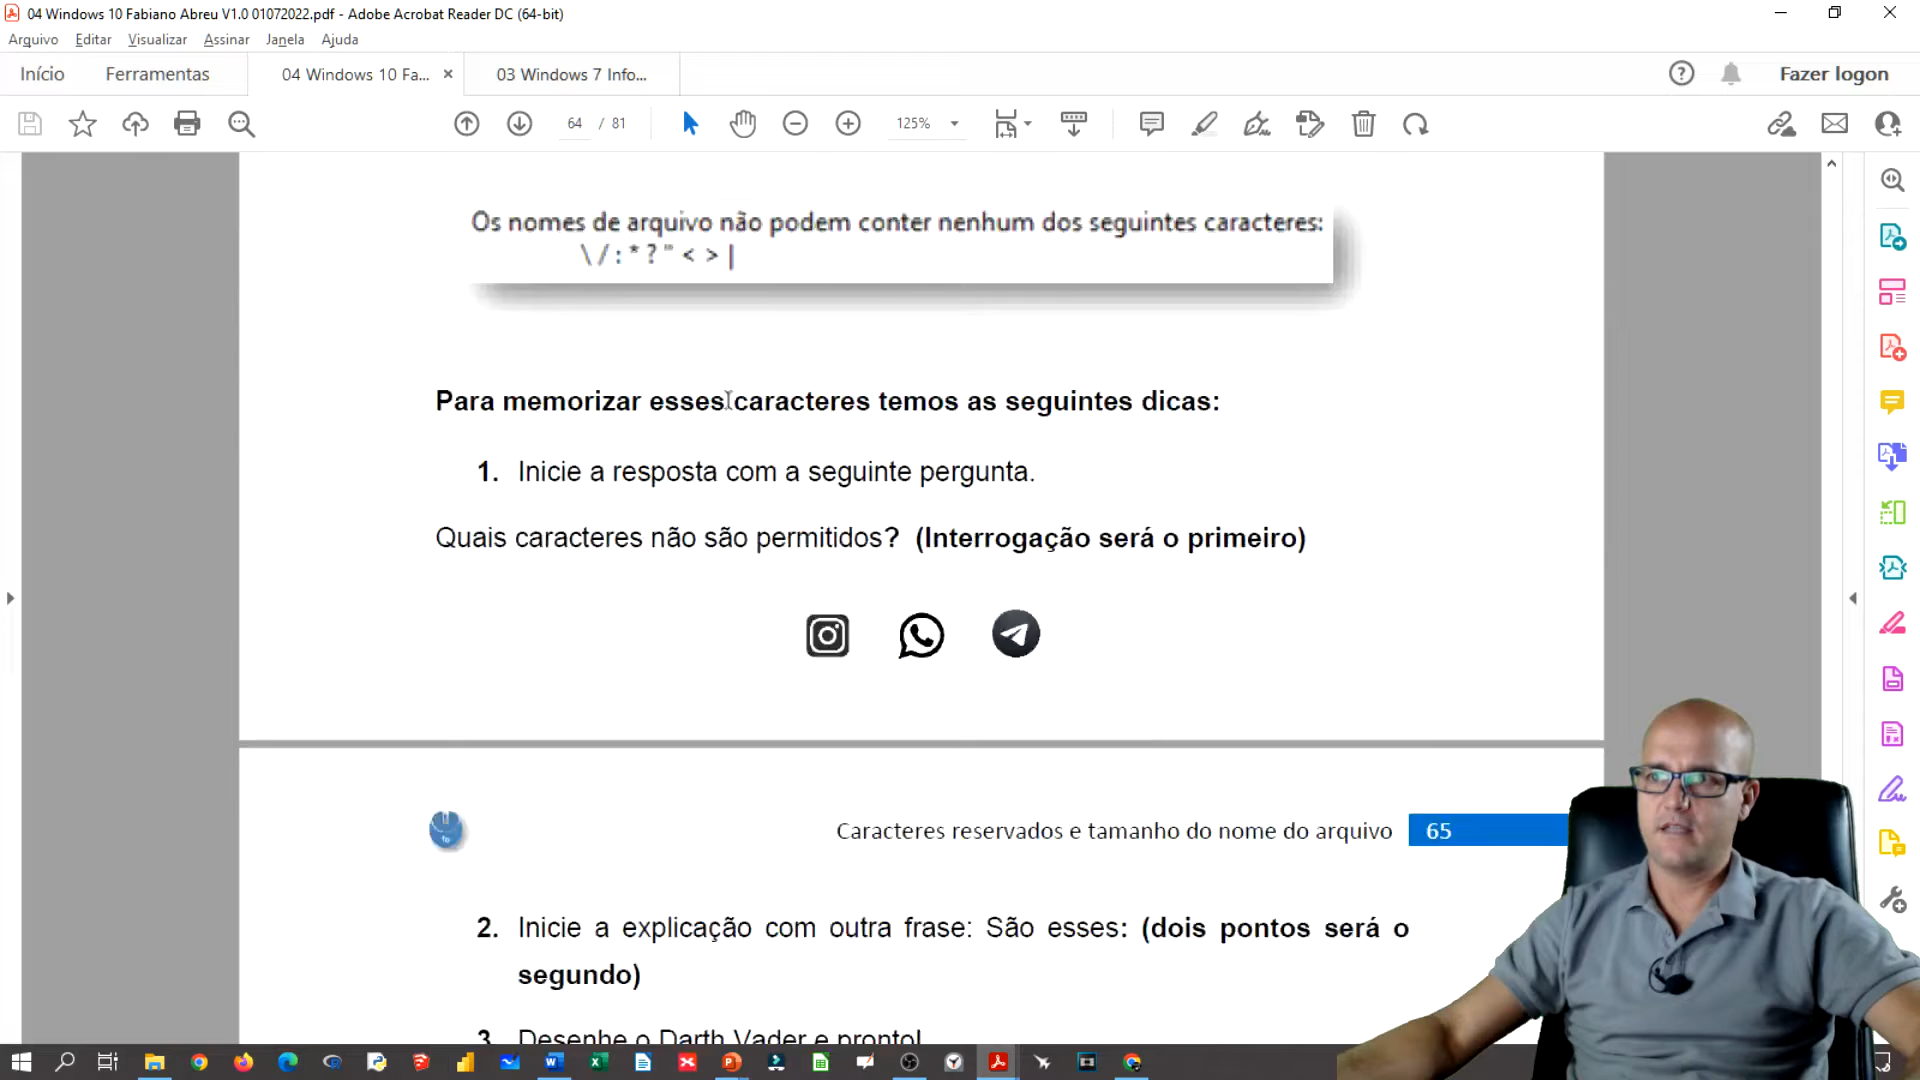 04 Windows 10 Fabiano Abreu V1.0 01072022.pdf - Adobe Acrobat Reader DC (64-bit)
Arquivo Editar Visualizar Assinar Janela Ajuda
Início Ferramentas 04 Windows 10 Fa... × 03 Windows 7 Info... Fazer logon
64 / 81 125%
Os nomes de arquivo não podem conter nenhum dos seguintes caracteres:
\ / : * ? " < > |
Para memorizar esses caracteres temos as seguintes dicas:
1. Inicie a resposta com a seguinte pergunta.
Quais caracteres não são permitidos? (Interrogação será o primeiro)
Caracteres reservados e tamanho do nome do arquivo 65
2. Inicie a explicação com outra frase: São esses: (dois pontos será o
segundo)
3. Desenhe o Darth Vader e pronto!